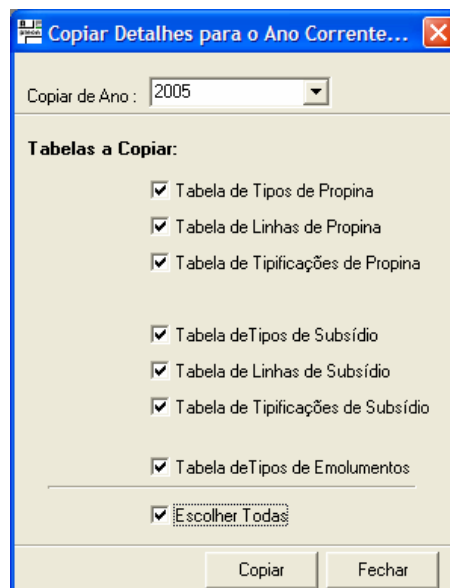 Copiar Detalhes para o Ano Corrente...
Copiar de Ano : 2005
Tabelas a Copiar:
Tabela de Tipos de Propina
Tabela de Linhas de Propina
Tabela de Tipificações de Propina
Tabela deTipos de Subsídio
Tabela de Linhas de Subsídio
Tabela de Tipificações de Subsídio
Tabela deTipos de Emolumentos
Escolher Todas
Copiar Fechar